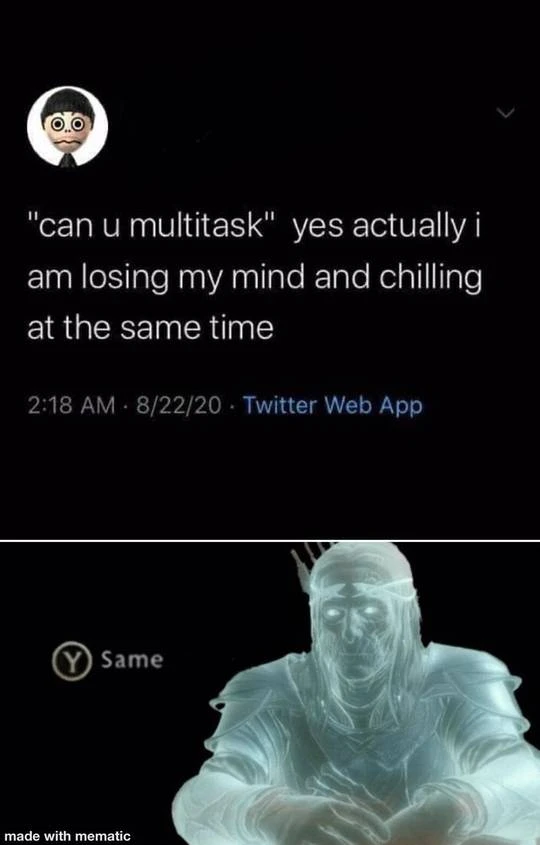 "can u multitask"  yes actually i
am losing my mind and chilling
at the same time
2:18 AM · 8/22/20 · Twitter Web App
Y Same
made with mematic